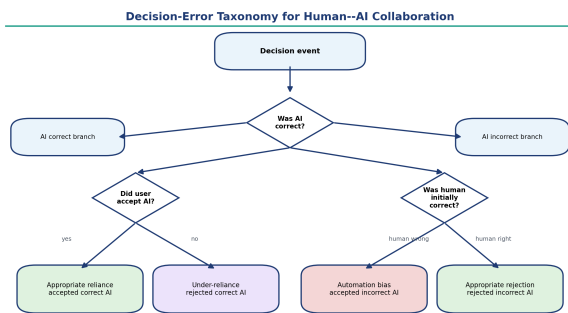 Decision-Error Taxonomy for Human--AI Collaboration
Decision event
Was AI
correct?
AI correct branch
AI incorrect branch
Did user
accept AI?
Was human
initially
correct?
yes
no
human wrong
human right
Appropriate reliance
accepted correct AI
Under-reliance
rejected correct AI
Automation bias
accepted incorrect AI
Appropriate rejection
rejected incorrect AI